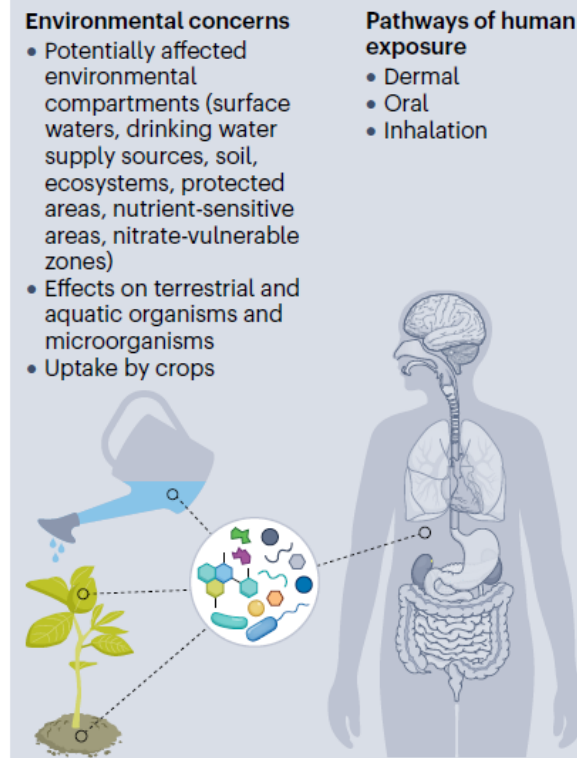 Environmental concerns
• Potentially affected
environmental
compartments (surface
waters, drinking water
supply sources, soil,
ecosystems, protected
areas, nutrient-sensitive
areas, nitrate-vulnerable
zones)
• Effects on terrestrial and
aquatic organisms and
microorganisms
• Uptake by crops
Pathways of human
exposure
• Dermal
• Oral
• Inhalation